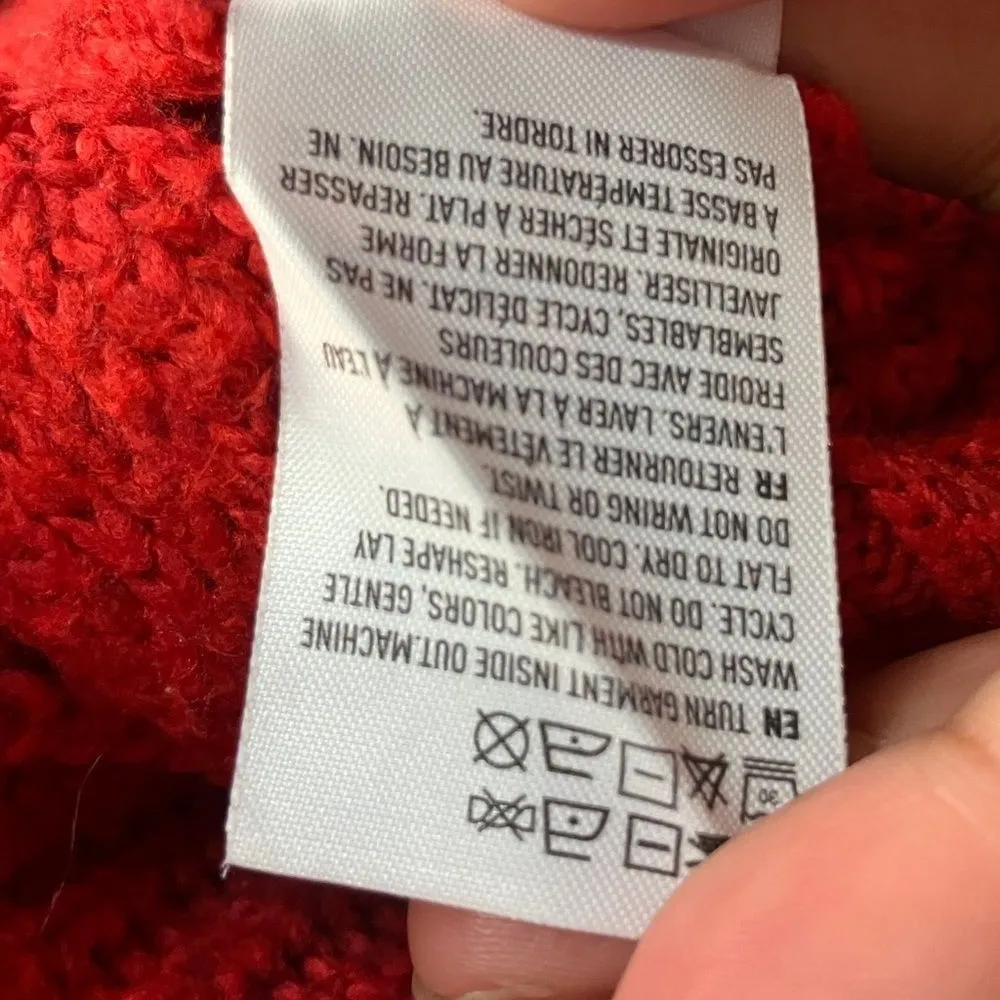 30
EN TURN GARMENT INSIDE OUT.MACHINE
WASH COLD WITH LIKE COLORS, GENTLE
CYCLE. DO NOT BLEACH. RESHAPE LAY
FLAT TO DRY. COOL IRON IF NEEDED.
DO NOT WRING OR TWIST.
FR RETOURNER LE VÊTEMENT À
L'ENVERS. LAVER À LA MACHINE À L'EAU
FROIDE AVEC DES COULEURS
SEMBLABLES, CYCLE DÉLICAT. NE PAS
JAVELLISER. REDONNER LA FORME
ORIGINALE ET SÉCHER À PLAT. REPASSER
A BASSE TEMPÉRATURE AU BESOIN. NE
PAS ESSORER NI TORDRE.